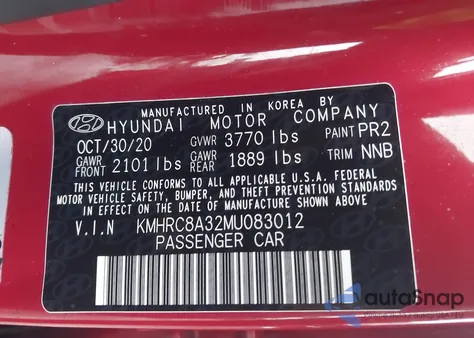 MANUFACTURED IN KOREA BY
HYUNDAI MOTOR COMPANY
OCT/30/20 GVWR 3770 lbs PAINT PR2
GAWR FRONT 2101 lbs GAWR REAR 1889 lbs TRIM NNB
THIS VEHICLE CONFORMS TO ALL APPLICABLE U.S.A. FEDERAL
MOTOR VEHICLE SAFETY, BUMPER, AND THEFT PREVENTION STANDARDS
IN EFFECT ON THE DATE OF MANUFACTURE SHOWN ABOVE.
V.I.N KMHRC8A32MU083012
PASSENGER CAR
autaSnap